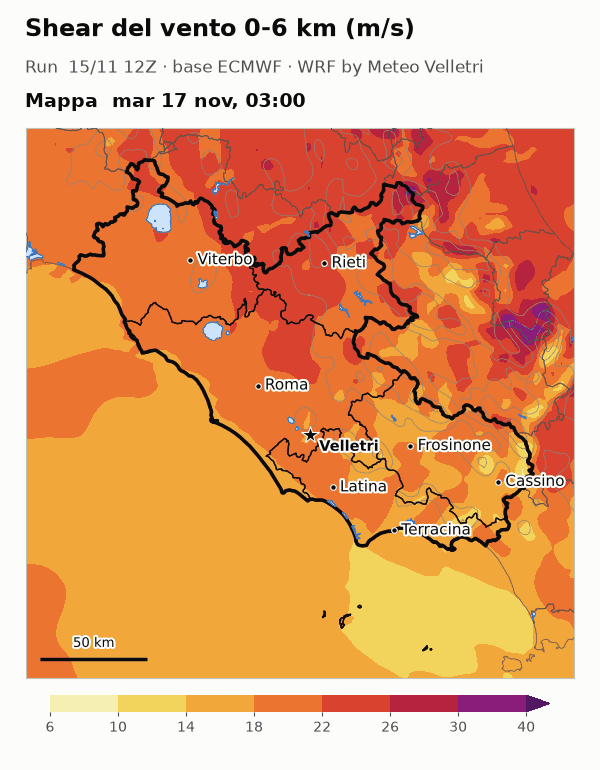 Shear del vento 0-6 km (m/s)
Run  15/11 12Z · base ECMWF · WRF by Meteo Velletri
Mappa  mar 17 nov, 03:00
Viterbo
Rieti
Roma
Velletri
Frosinone
Latina
Cassino
Terracina
50 km
6 10 14 18 22 26 30 40